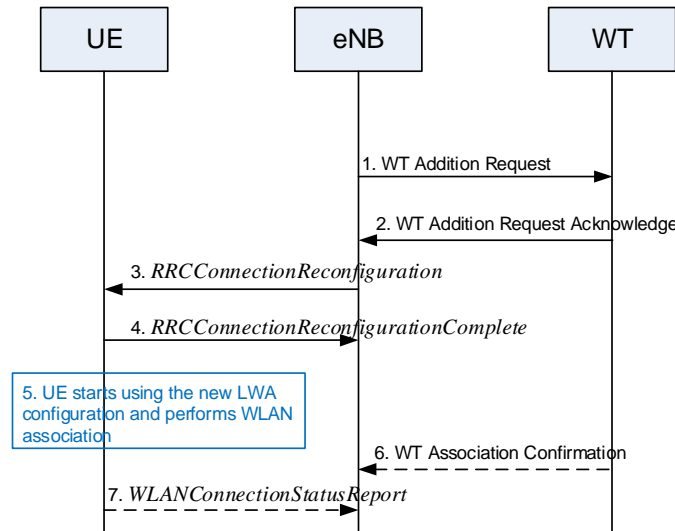 UE
eNB
WT
1. WT Addition Request
2. WT Addition Request Acknowledge
3. RRCConnectionReconfiguration
4. RRCConnectionReconfigurationComplete
5. UE starts using the new LWA
configuration and performs WLAN
association
6. WT Association Confirmation
7. WLANConnectionStatusReport